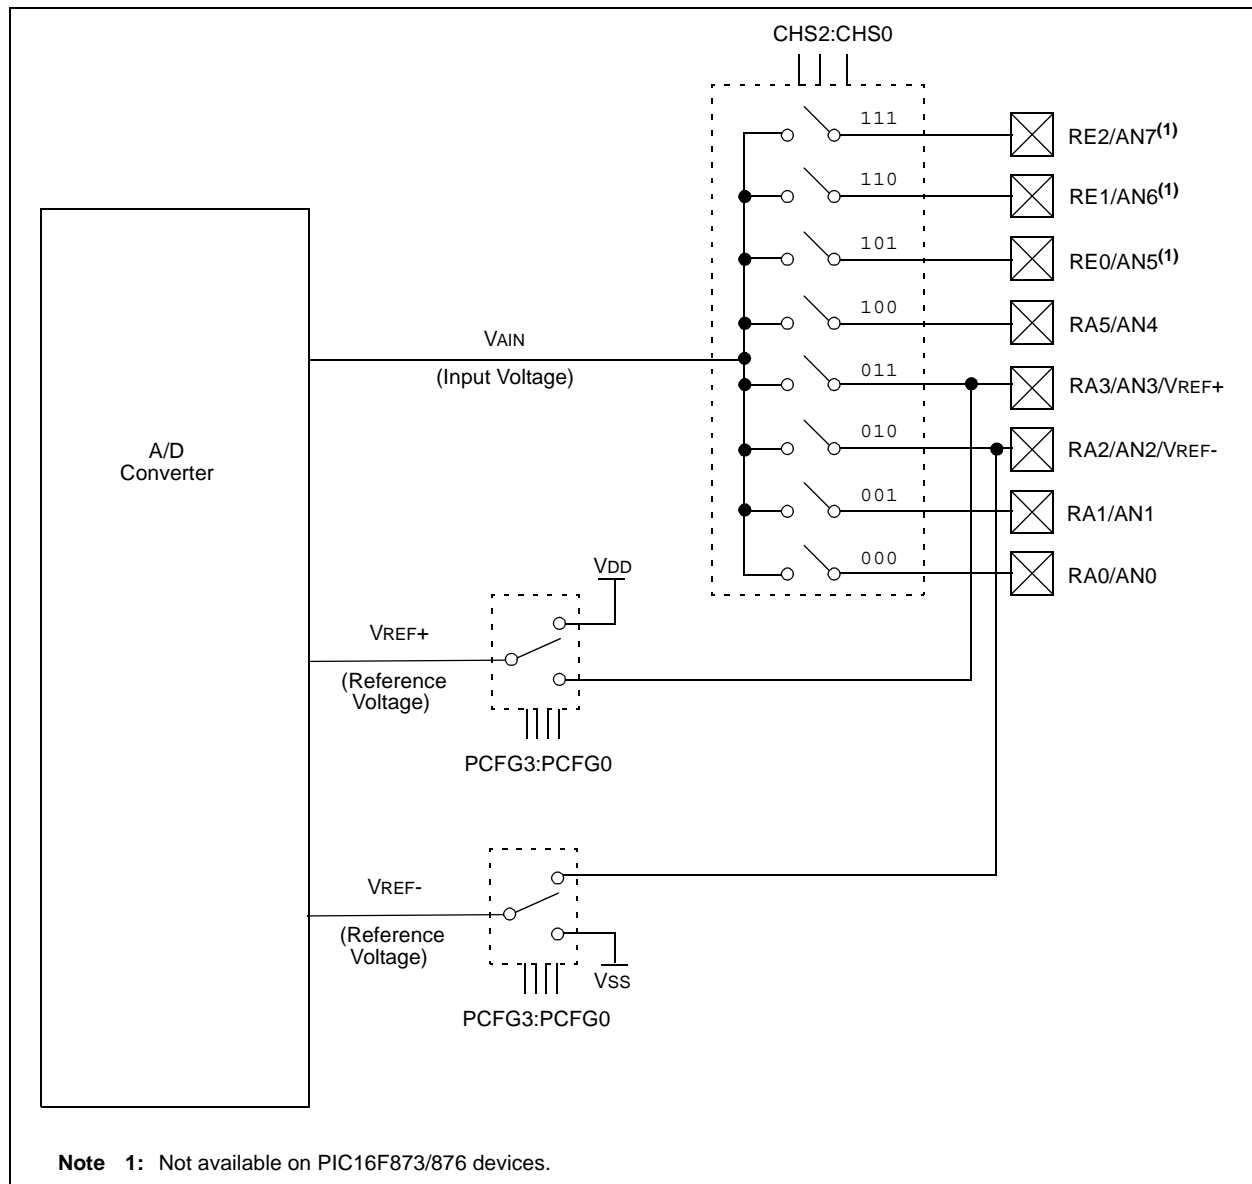 CHS2:CHS0
111
RE2/AN7(1)
110
RE1/AN6(1)
101
RE0/AN5(1)
100
RA5/AN4
VAIN
(Input Voltage)
011
RA3/AN3/VREF+
010
RA2/AN2/VREF-
A/D
Converter
001
RA1/AN1
000
RA0/AN0
VDD
VREF+
(Reference
Voltage)
PCFG3:PCFG0
VREF-
(Reference
Voltage)
VSS
PCFG3:PCFG0
Note 1: Not available on PIC16F873/876 devices.